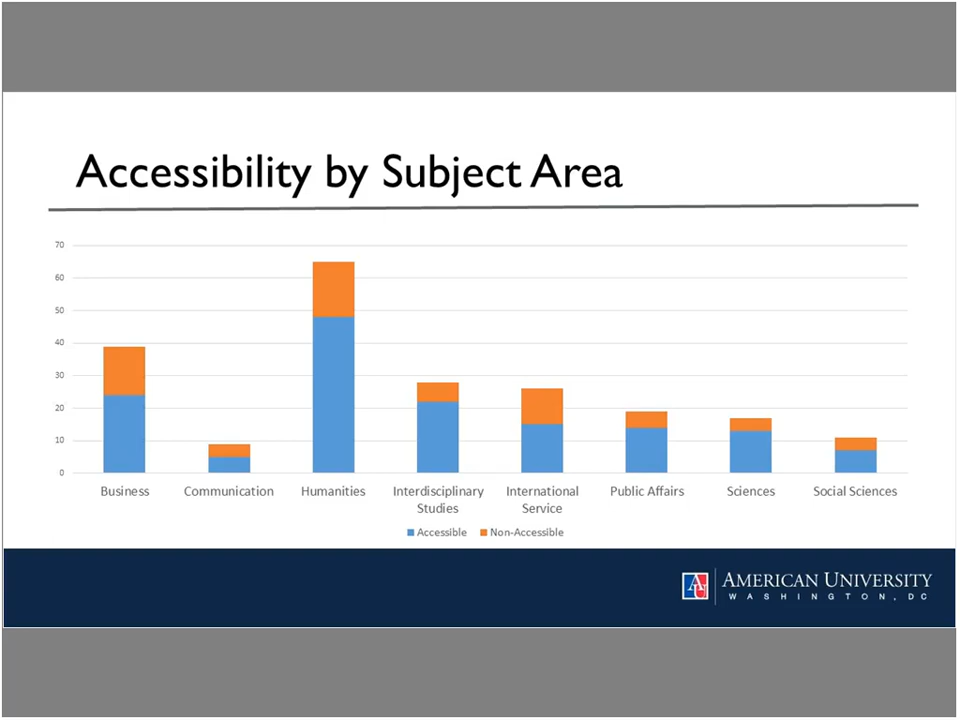 Accessibility by Subject Area
70
60
50
40
30
20
10
0
Business
Communication
Humanities
Interdisciplinary
Studies
International
Service
Public Affairs
Sciences
Social Sciences
Accessible
Non-Accessible
AU
AMERICAN UNIVERSITY
WASHINGTON, DC